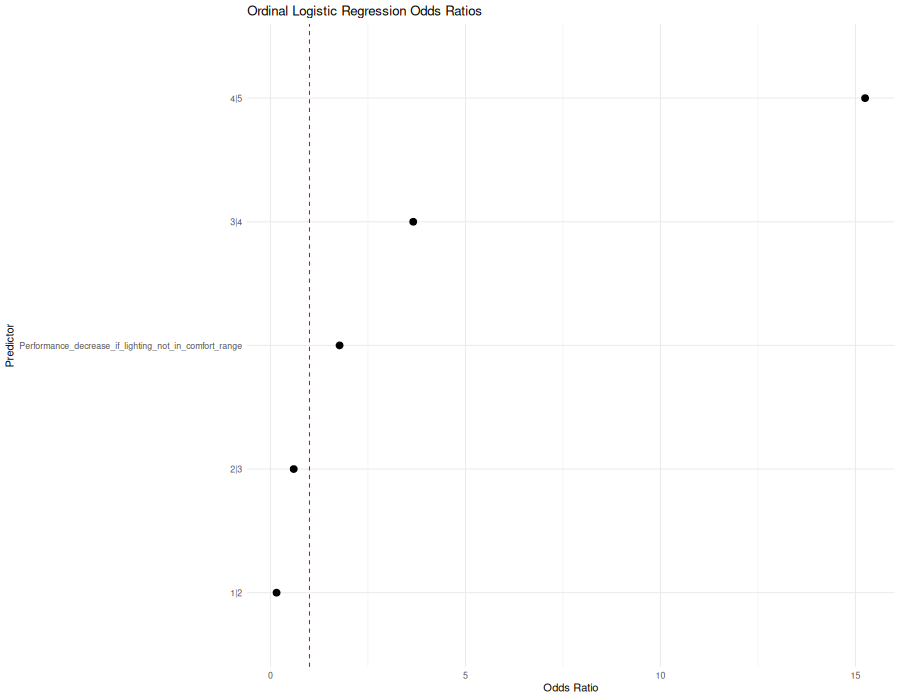 Ordinal Logistic Regression Odds Ratios
Predictor
4|5
3|4
Performance_decrease_if_lighting_not_in_comfort_range
2|3
1|2
0 5 10 15
Odds Ratio